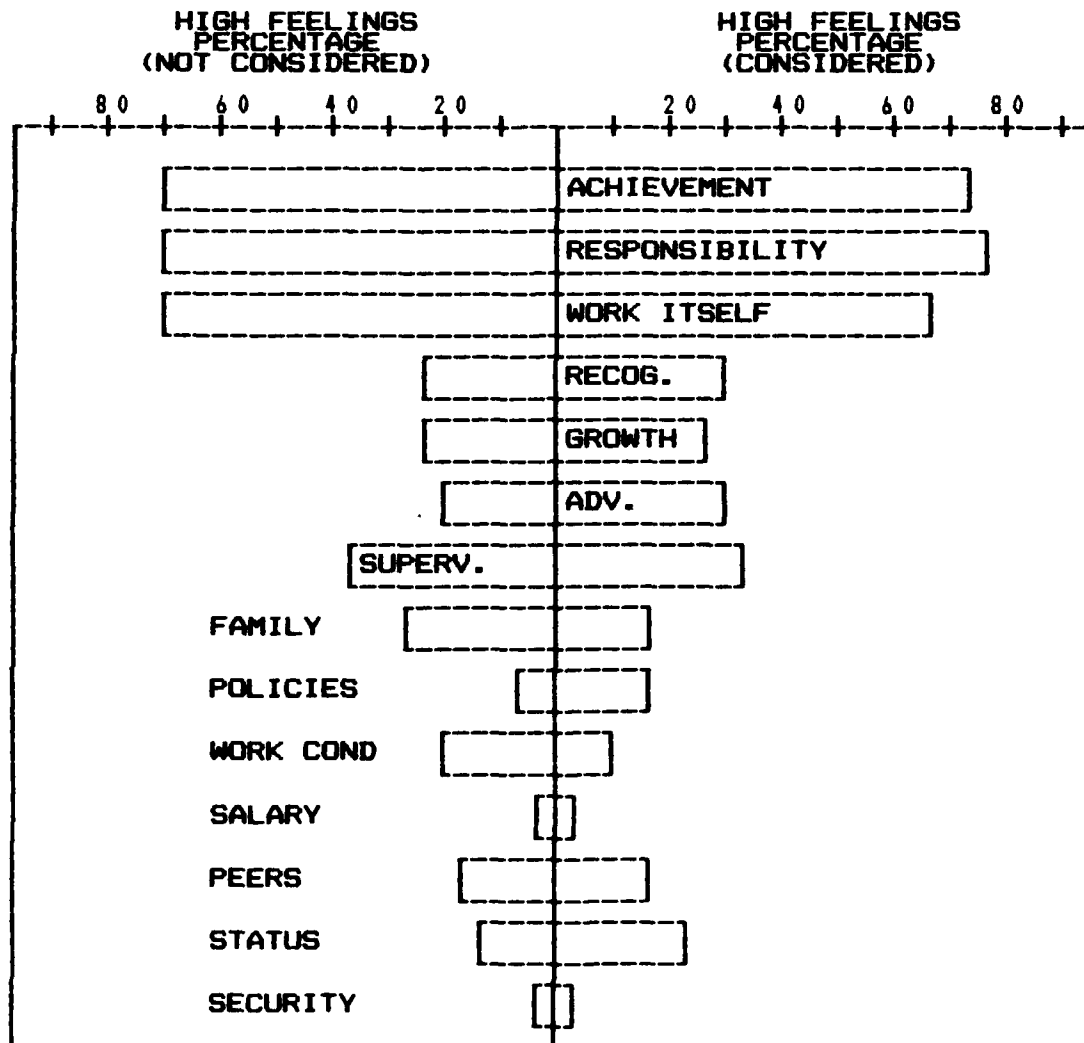 HIGH FEELINGS
PERCENTAGE
(NOT CONSIDERED)
HIGH FEELINGS
PERCENTAGE
(CONSIDERED)
80 60 40 20 20 40 60 80
ACHIEVEMENT
RESPONSIBILITY
WORK ITSELF
RECOG.
GROWTH
ADV.
SUPERV.
FAMILY
POLICIES
WORK COND
SALARY
PEERS
STATUS
SECURITY